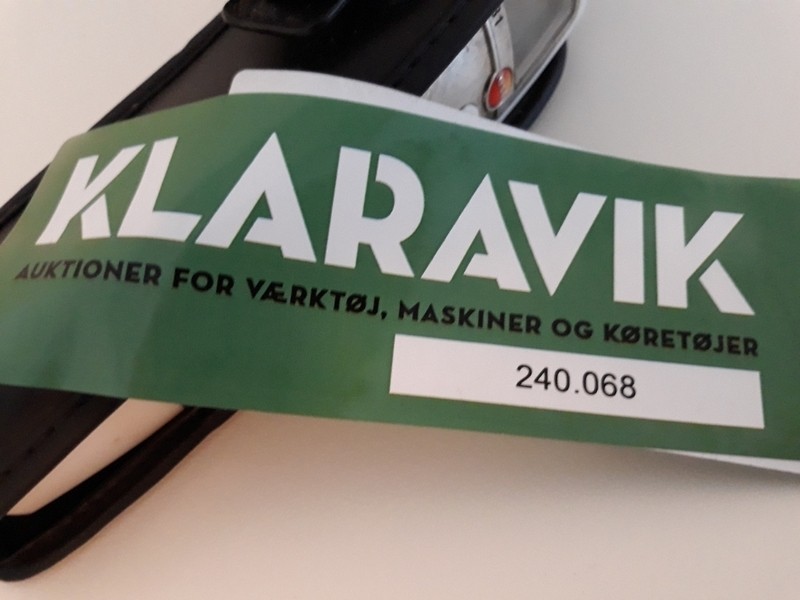 KLARAVIK
AUKTIONER FOR VÆRKTØJ, MASKINER OG KØRETØJER
240.068